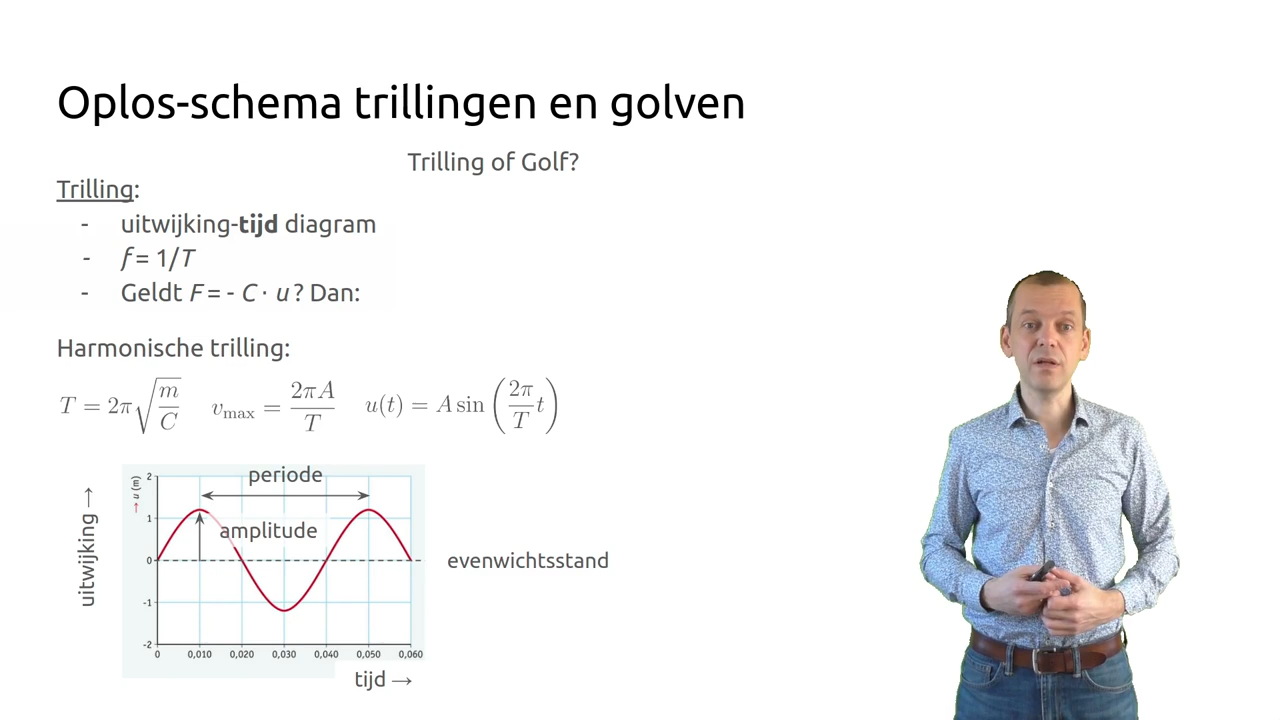 Oplos-schema trillingen en golven
Trilling of Golf?
Trilling:
- uitwijking-tijd diagram
- f = 1/T
- Geldt F = - C · u ? Dan:
Harmonische trilling:
T = 2π√(m/C) v_max = 2πA/T u(t) = A sin(2π/T t)
periode
amplitude
evenwichtsstand
uitwijking →
→ u (m)
2
1
0
-1
-2
0 0,010 0,020 0,030 0,040 0,050 0,060
tijd →